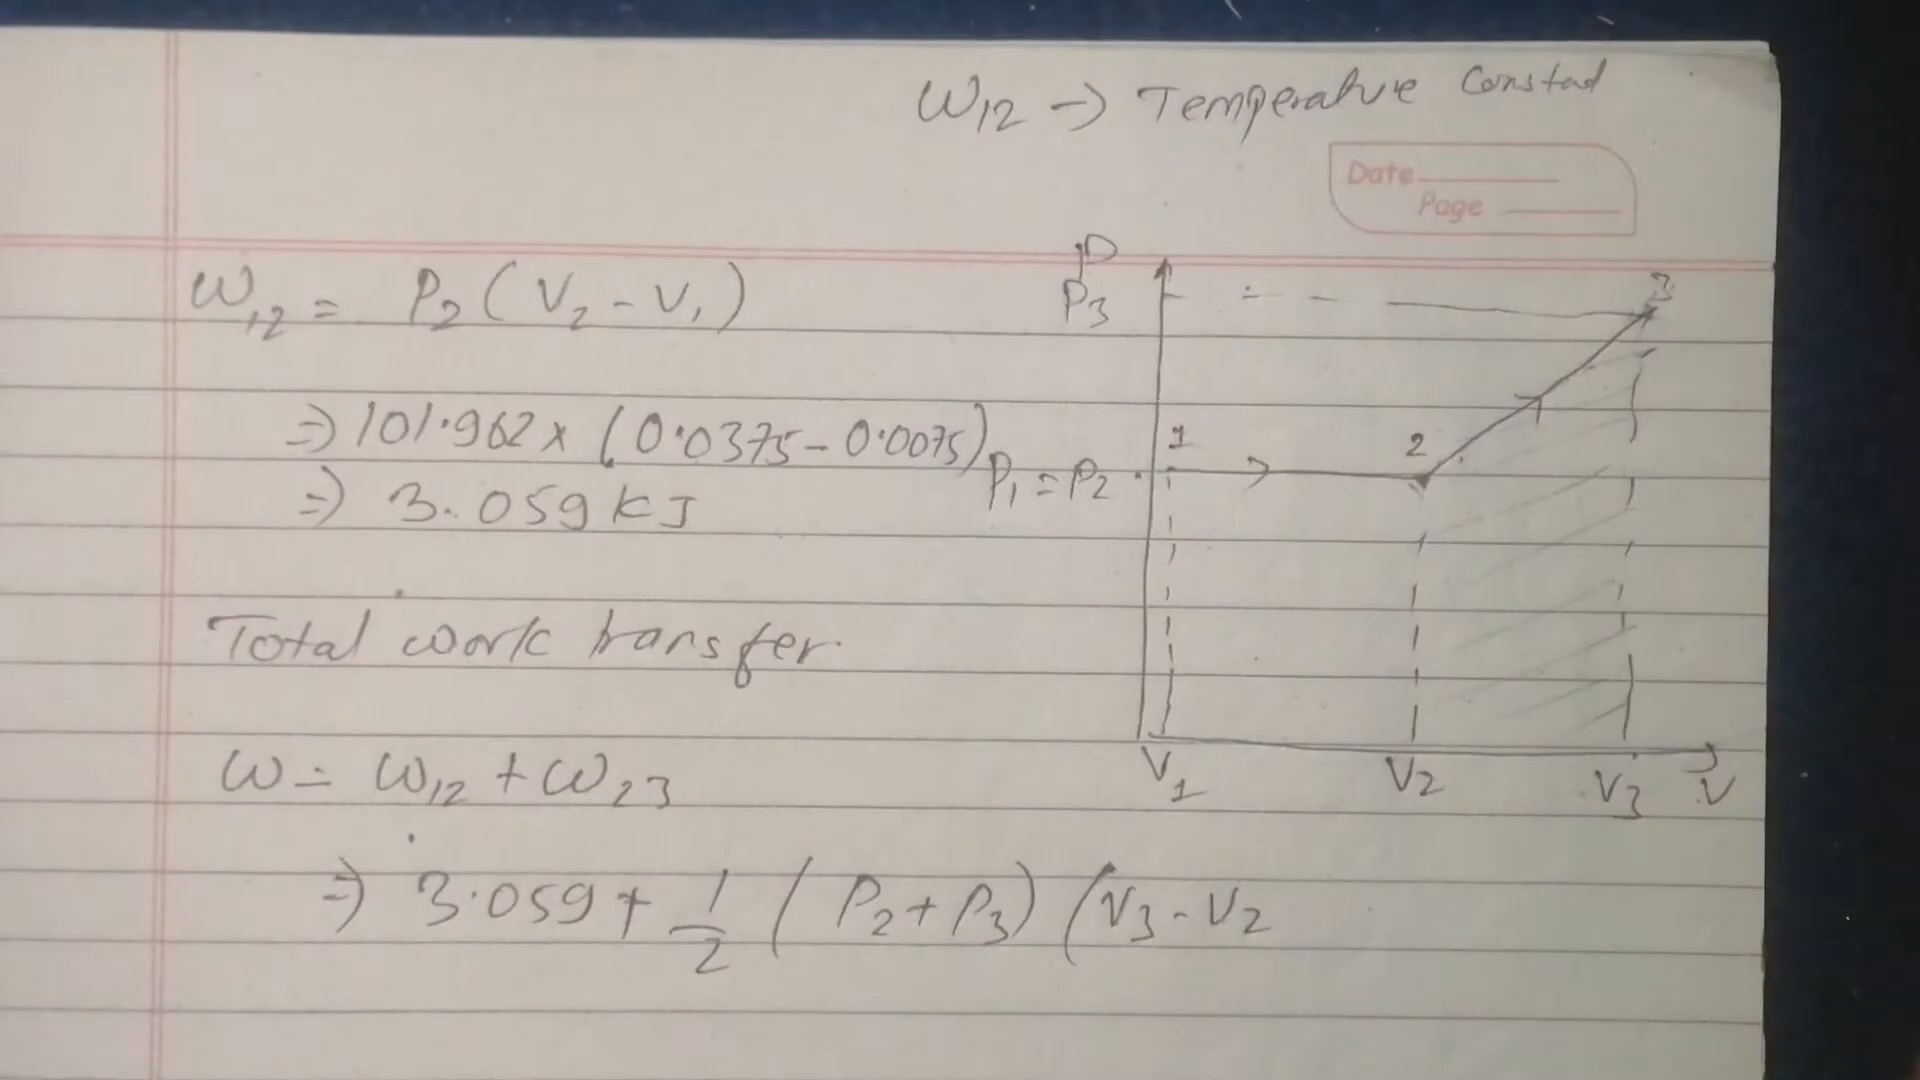 W12 → Temperature Constad
Date
Page
W12 = P2 (V2 - V1)
⇒ 101.962 × (0.0375 - 0.0075)
⇒ 3.059 kJ
Total work transfer
W = W12 + W23
⇒ 3.059 + 1/2 (P2 + P3) (V3 - V2
P
P3
3
1
2
P1 = P2
V1
V2
V3
V